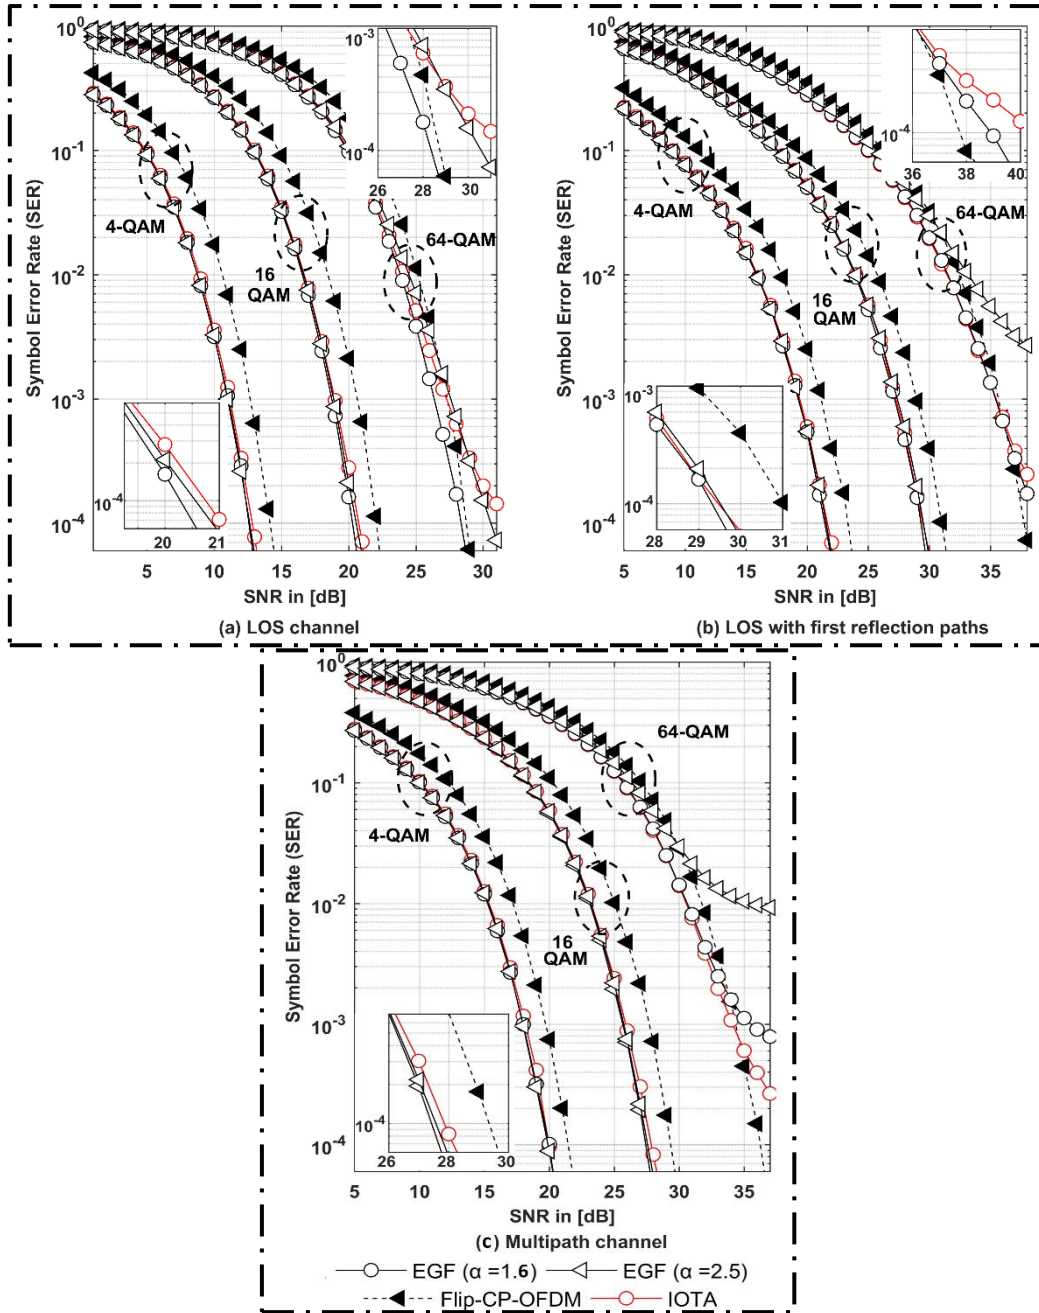 10^0
10^-1
10^-2
10^-3
10^-4
Symbol Error Rate (SER)
4-QAM
16
QAM
64-QAM
10^-3
10^-4
26 28 30
10^-4
20 21
5 10 15 20 25 30
SNR in [dB]
(a) LOS channel
10^0
10^-1
10^-2
10^-3
10^-4
Symbol Error Rate (SER)
4-QAM
16
QAM
64-QAM
10^-4
36 38 40
10^-3
10^-4
28 29 30 31
5 10 15 20 25 30 35
SNR in [dB]
(b) LOS with first reflection paths
10^0
10^-1
10^-2
10^-3
10^-4
Symbol Error Rate (SER)
4-QAM
16
QAM
64-QAM
10^-4
26 28 30
5 10 15 20 25 30 35
SNR in [dB]
(c) Multipath channel
EGF (α =1.6) EGF (α =2.5)
Flip-CP-OFDM IOTA